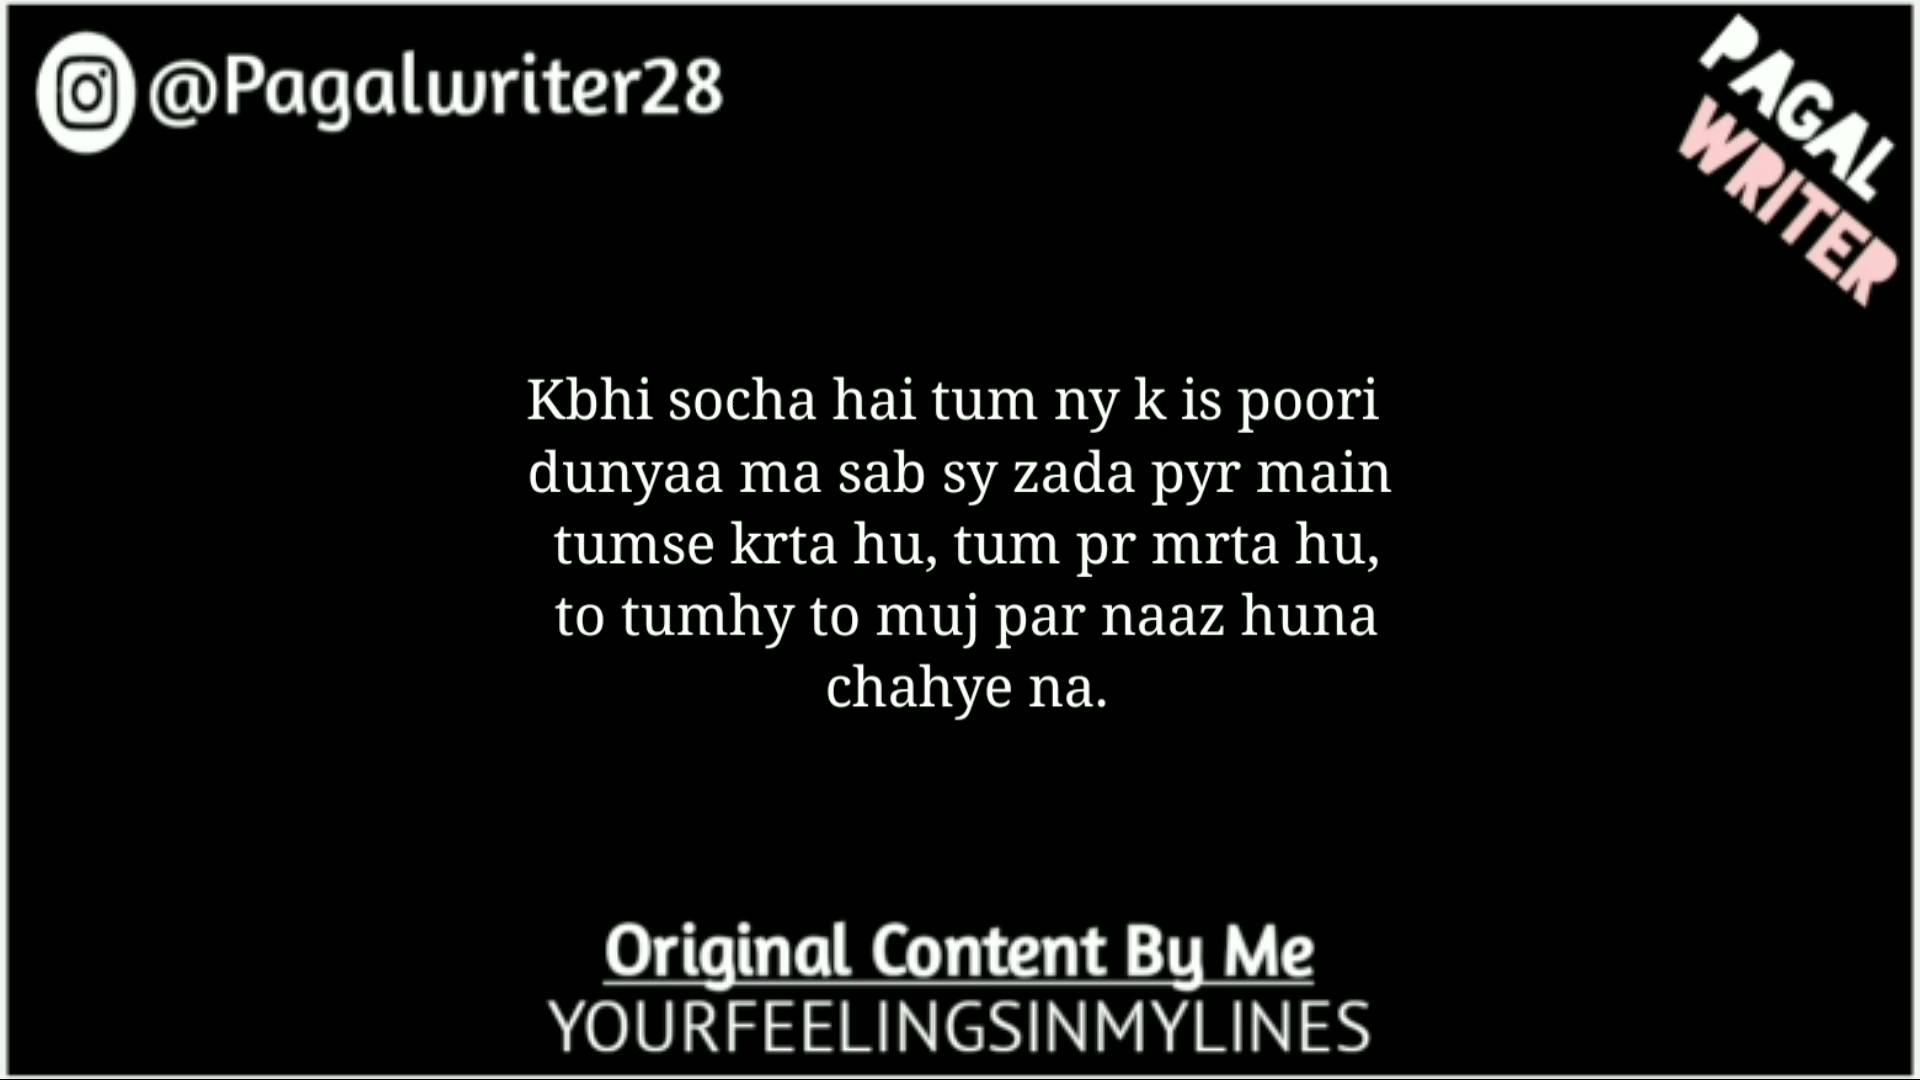 @Pagalwriter28
PAGAL
WRITER
Kbhi socha hai tum ny k is poori
dunyaa ma sab sy zada pyr main
tumse krta hu, tum pr mrta hu,
to tumhy to muj par naaz huna
chahye na.
Original Content By Me
YOURFEELINGSINMYLINES